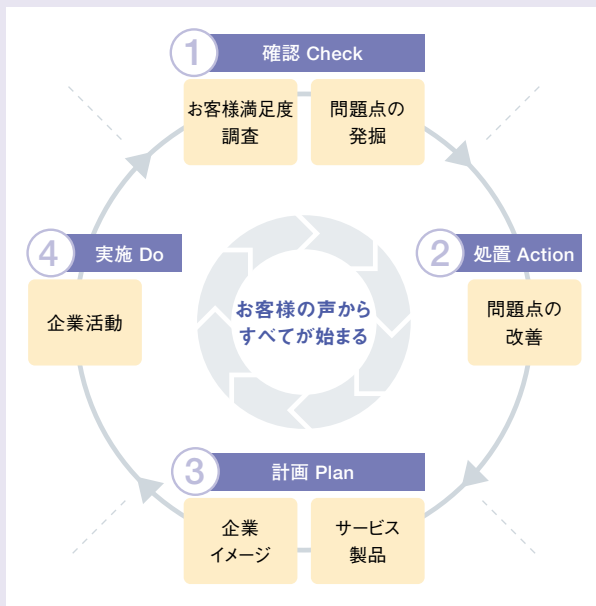 1 確認 Check
お客様満足度
調査
問題点の
発掘
2 処置 Action
問題点の
改善
3 計画 Plan
企業
イメージ
サービス
製品
4 実施 Do
企業活動
お客様の声から
すべてが始まる